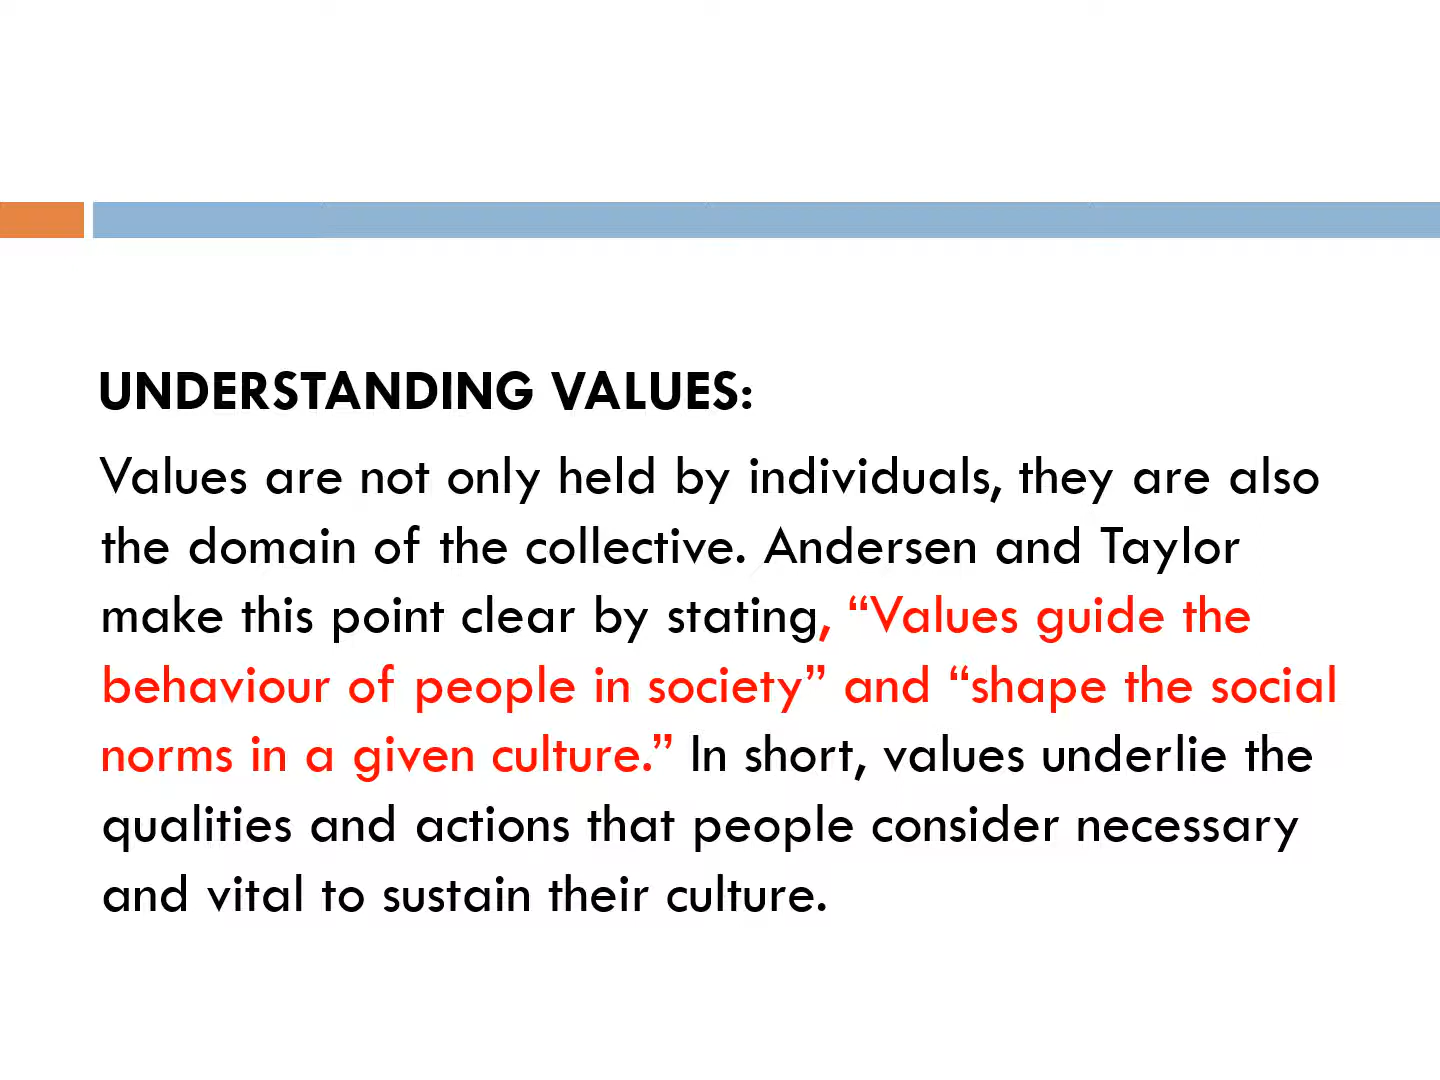 UNDERSTANDING VALUES:
Values are not only held by individuals, they are also
the domain of the collective. Andersen and Taylor
make this point clear by stating, “Values guide the
behaviour of people in society” and “shape the social
norms in a given culture.” In short, values underlie the
qualities and actions that people consider necessary
and vital to sustain their culture.